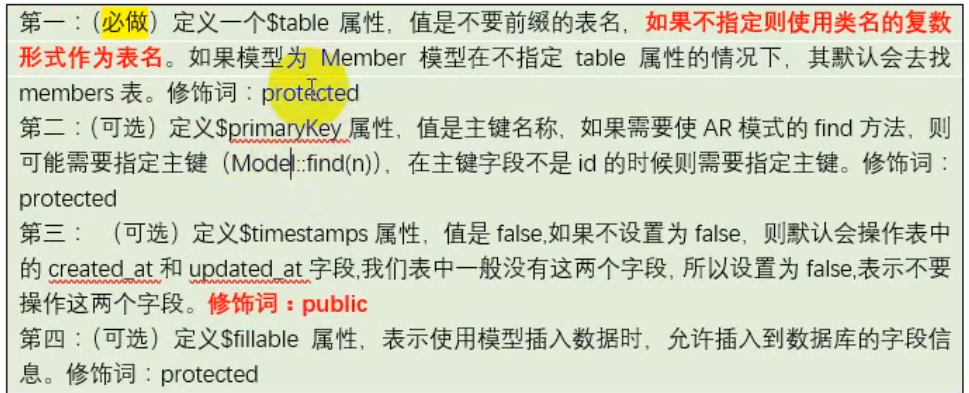 第一：（必做）定义一个$table 属性，值是不要前缀的表名，如果不指定则使用类名的复数
形式作为表名。如果模型为 Member 模型在不指定 table 属性的情况下，其默认会去找
members 表。修饰词：protected
第二：（可选）定义$primaryKey 属性，值是主键名称，如果需要使 AR 模式的 find 方法，则
可能需要指定主键（Model::find(n)），在主键字段不是 id 的时候则需要指定主键。修饰词：
protected
第三： （可选）定义$timestamps 属性，值是 false,如果不设置为 false，则默认会操作表中
的 created_at 和 updated_at 字段,我们表中一般没有这两个字段, 所以设置为 false,表示不要
操作这两个字段。修饰词：public
第四：（可选）定义$fillable 属性，表示使用模型插入数据时，允许插入到数据库的字段信
息。修饰词：protected